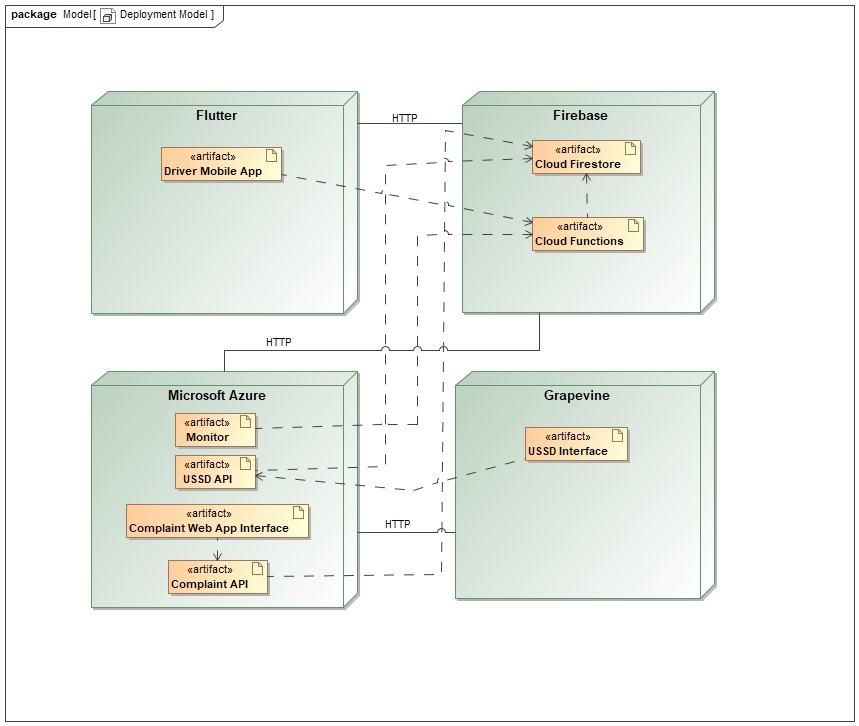 package Model[ Deployment Model ]
Flutter
«artifact»
Driver Mobile App
HTTP
Firebase
«artifact»
Cloud Firestore
«artifact»
Cloud Functions
HTTP
Microsoft Azure
«artifact»
Monitor
«artifact»
USSD API
«artifact»
Complaint Web App Interface
«artifact»
Complaint API
HTTP
Grapevine
«artifact»
USSD Interface